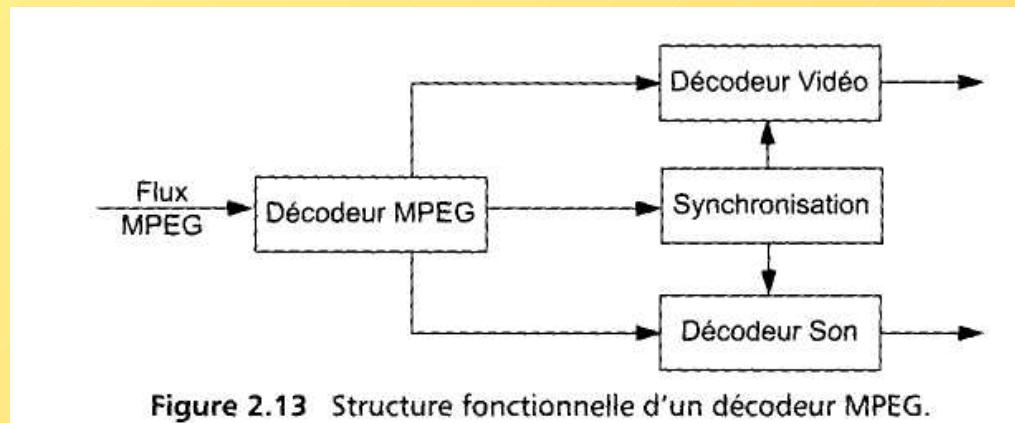 Décodeur Vidéo
Flux
MPEG
Décodeur MPEG
Synchronisation
Décodeur Son
Figure 2.13 Structure fonctionnelle d'un décodeur MPEG.